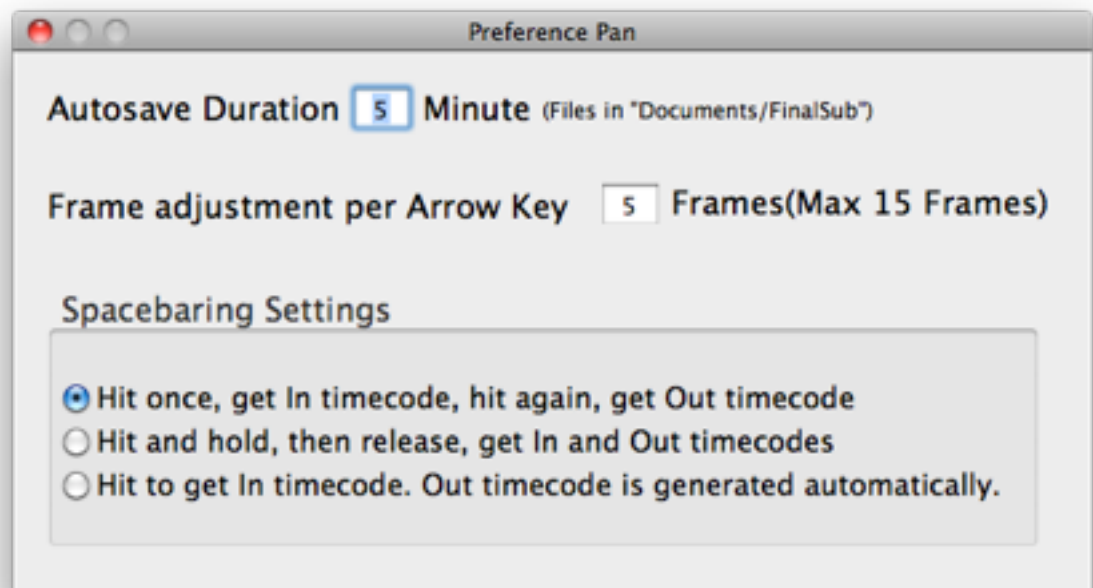 Preference Pan
Autosave Duration 5 Minute (Files in "Documents/FinalSub")
Frame adjustment per Arrow Key 5 Frames(Max 15 Frames)
Spacebaring Settings
Hit once, get In timecode, hit again, get Out timecode
Hit and hold, then release, get In and Out timecodes
Hit to get In timecode. Out timecode is generated automatically.